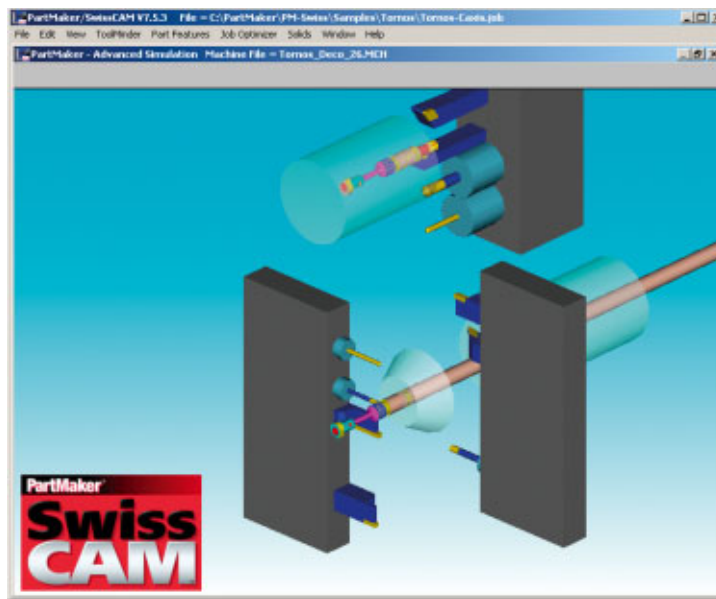 PartMaker/SwissCAM V7.5.3 File = C:\PartMaker\PM-Swiss\Samples\Tornos\Tornos-Caxis.job
File Edit View ToolMinder Part Features Job Optimizer Solids Window Help
PartMaker - Advanced Simulation Machine File = Tornos_Deco_26.MCH
PartMaker
Swiss
CAM